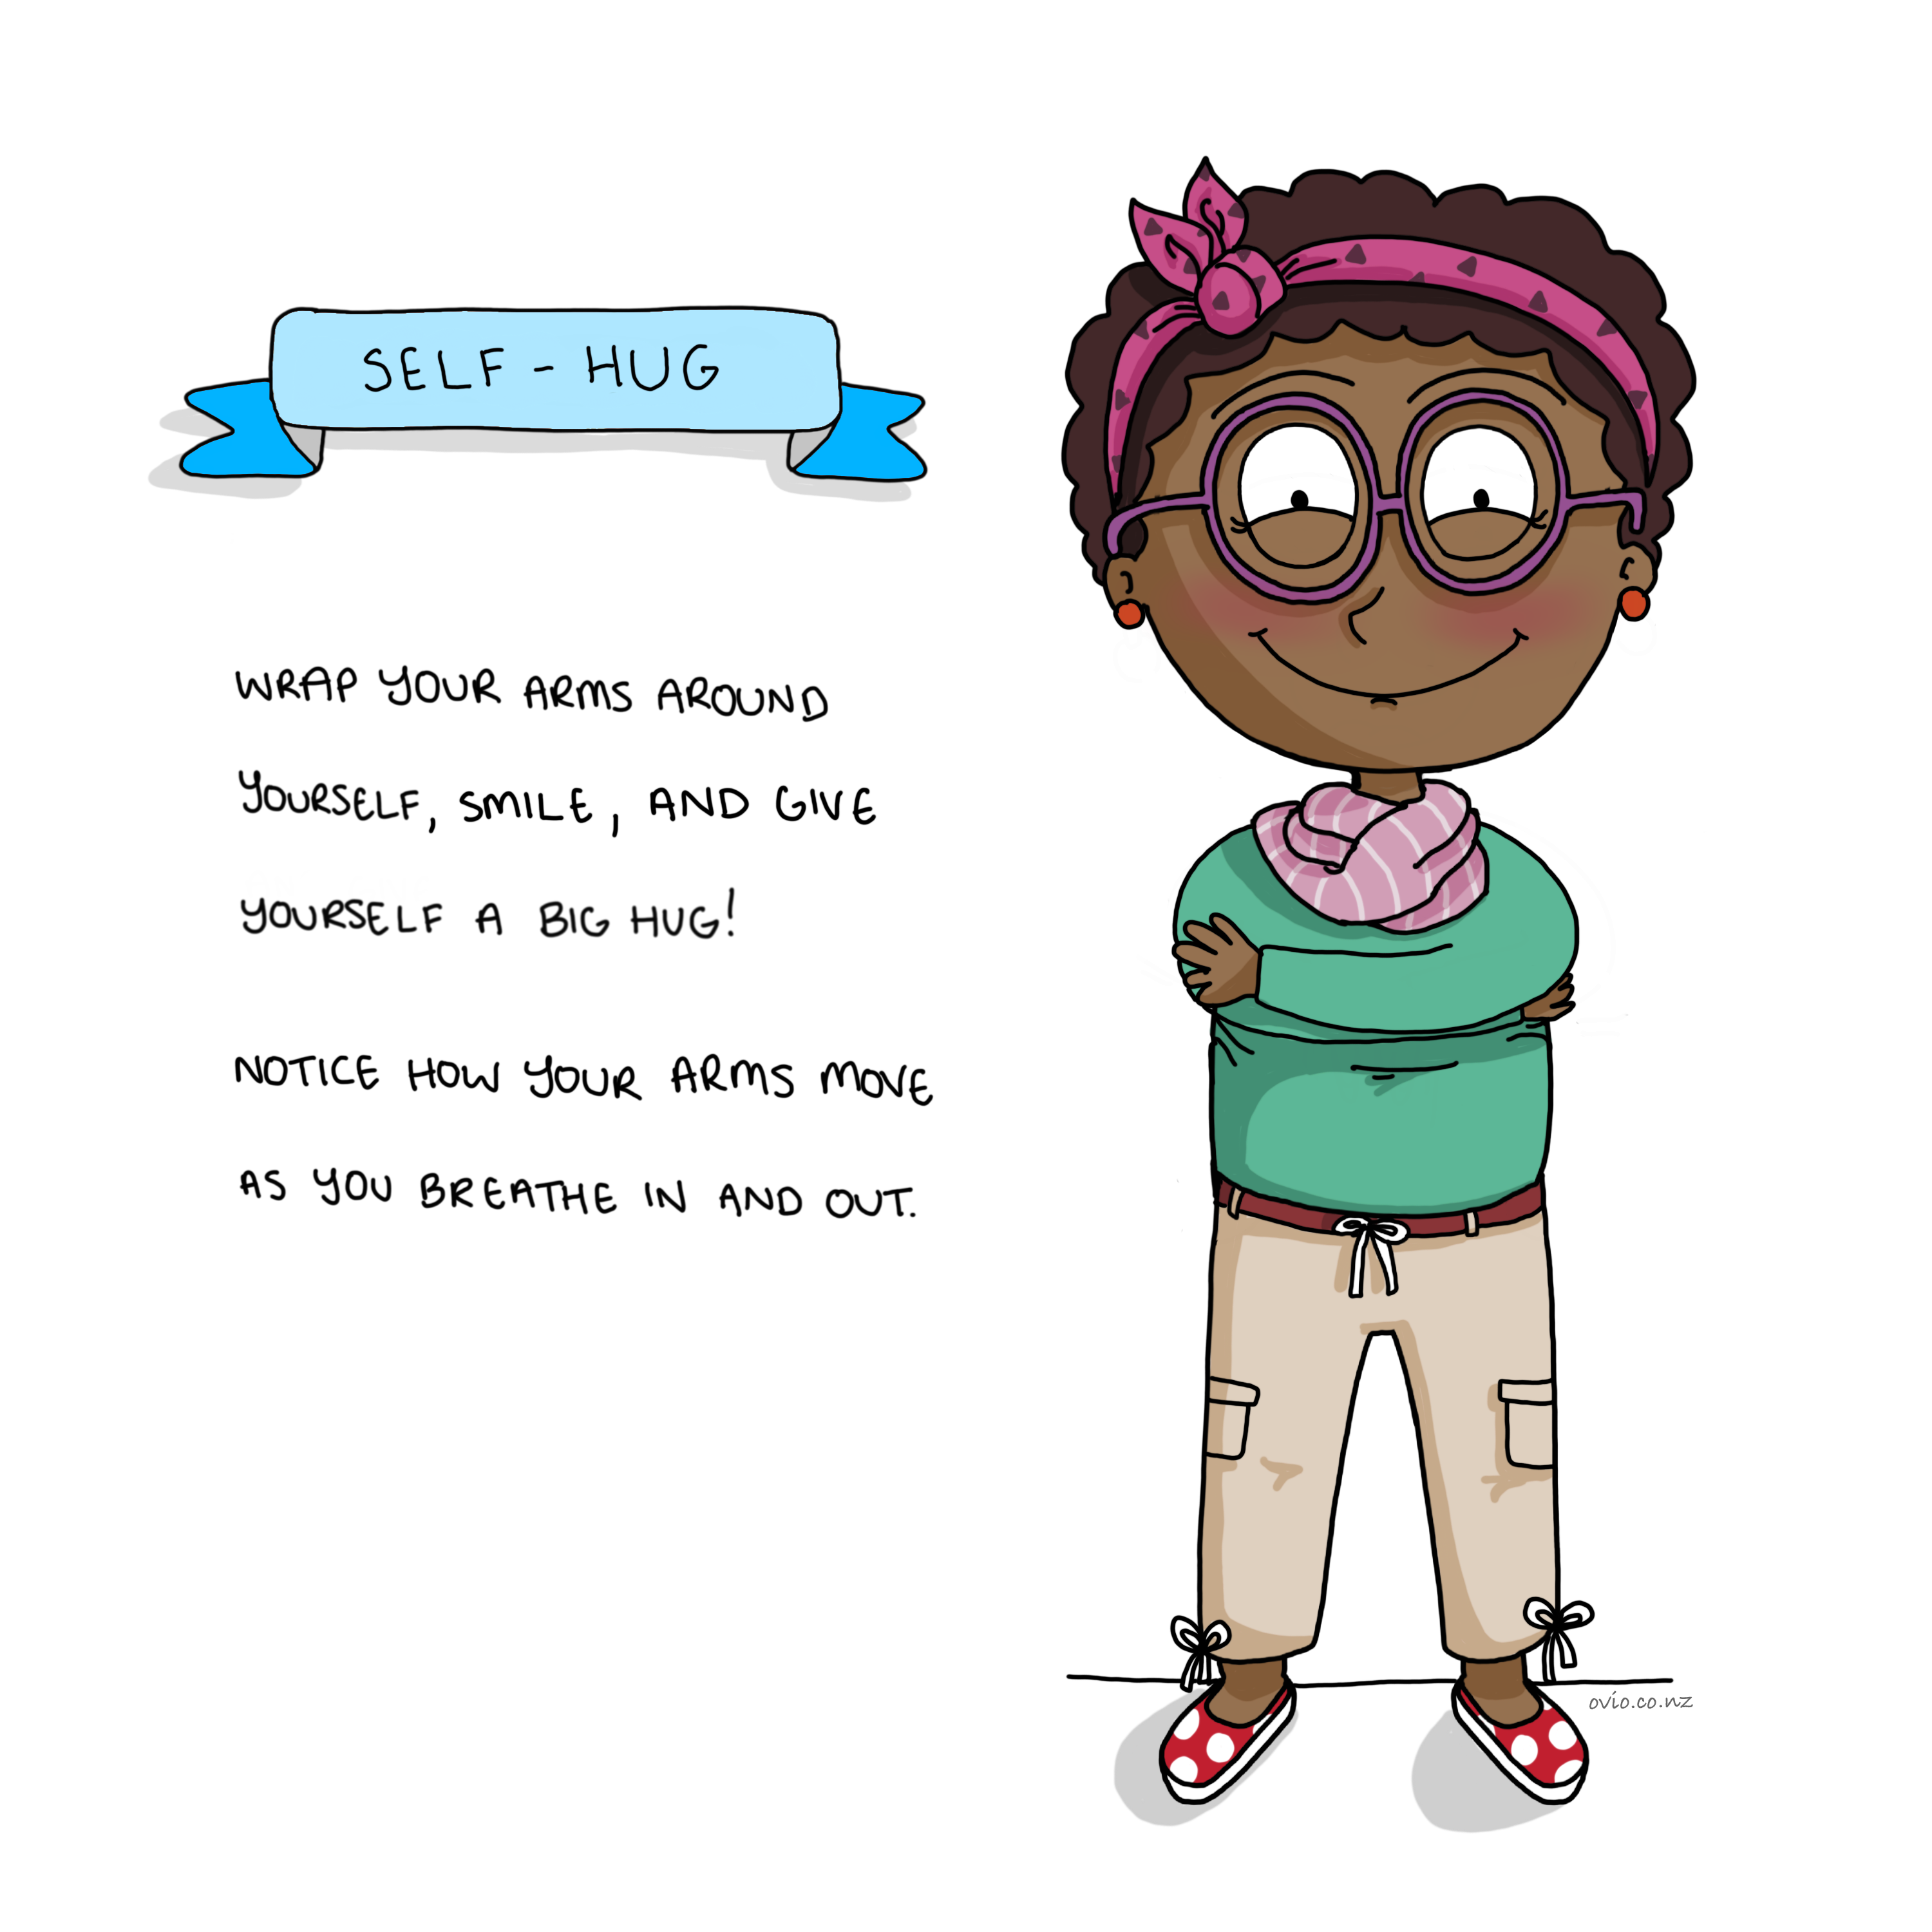 SELF - HUG
WRAP YOUR ARMS AROUND
YOURSELF, SMILE, AND GIVE
YOURSELF A BIG HUG!
NOTICE HOW YOUR ARMS MOVE
AS YOU BREATHE IN AND OUT.
ovio.co.nz